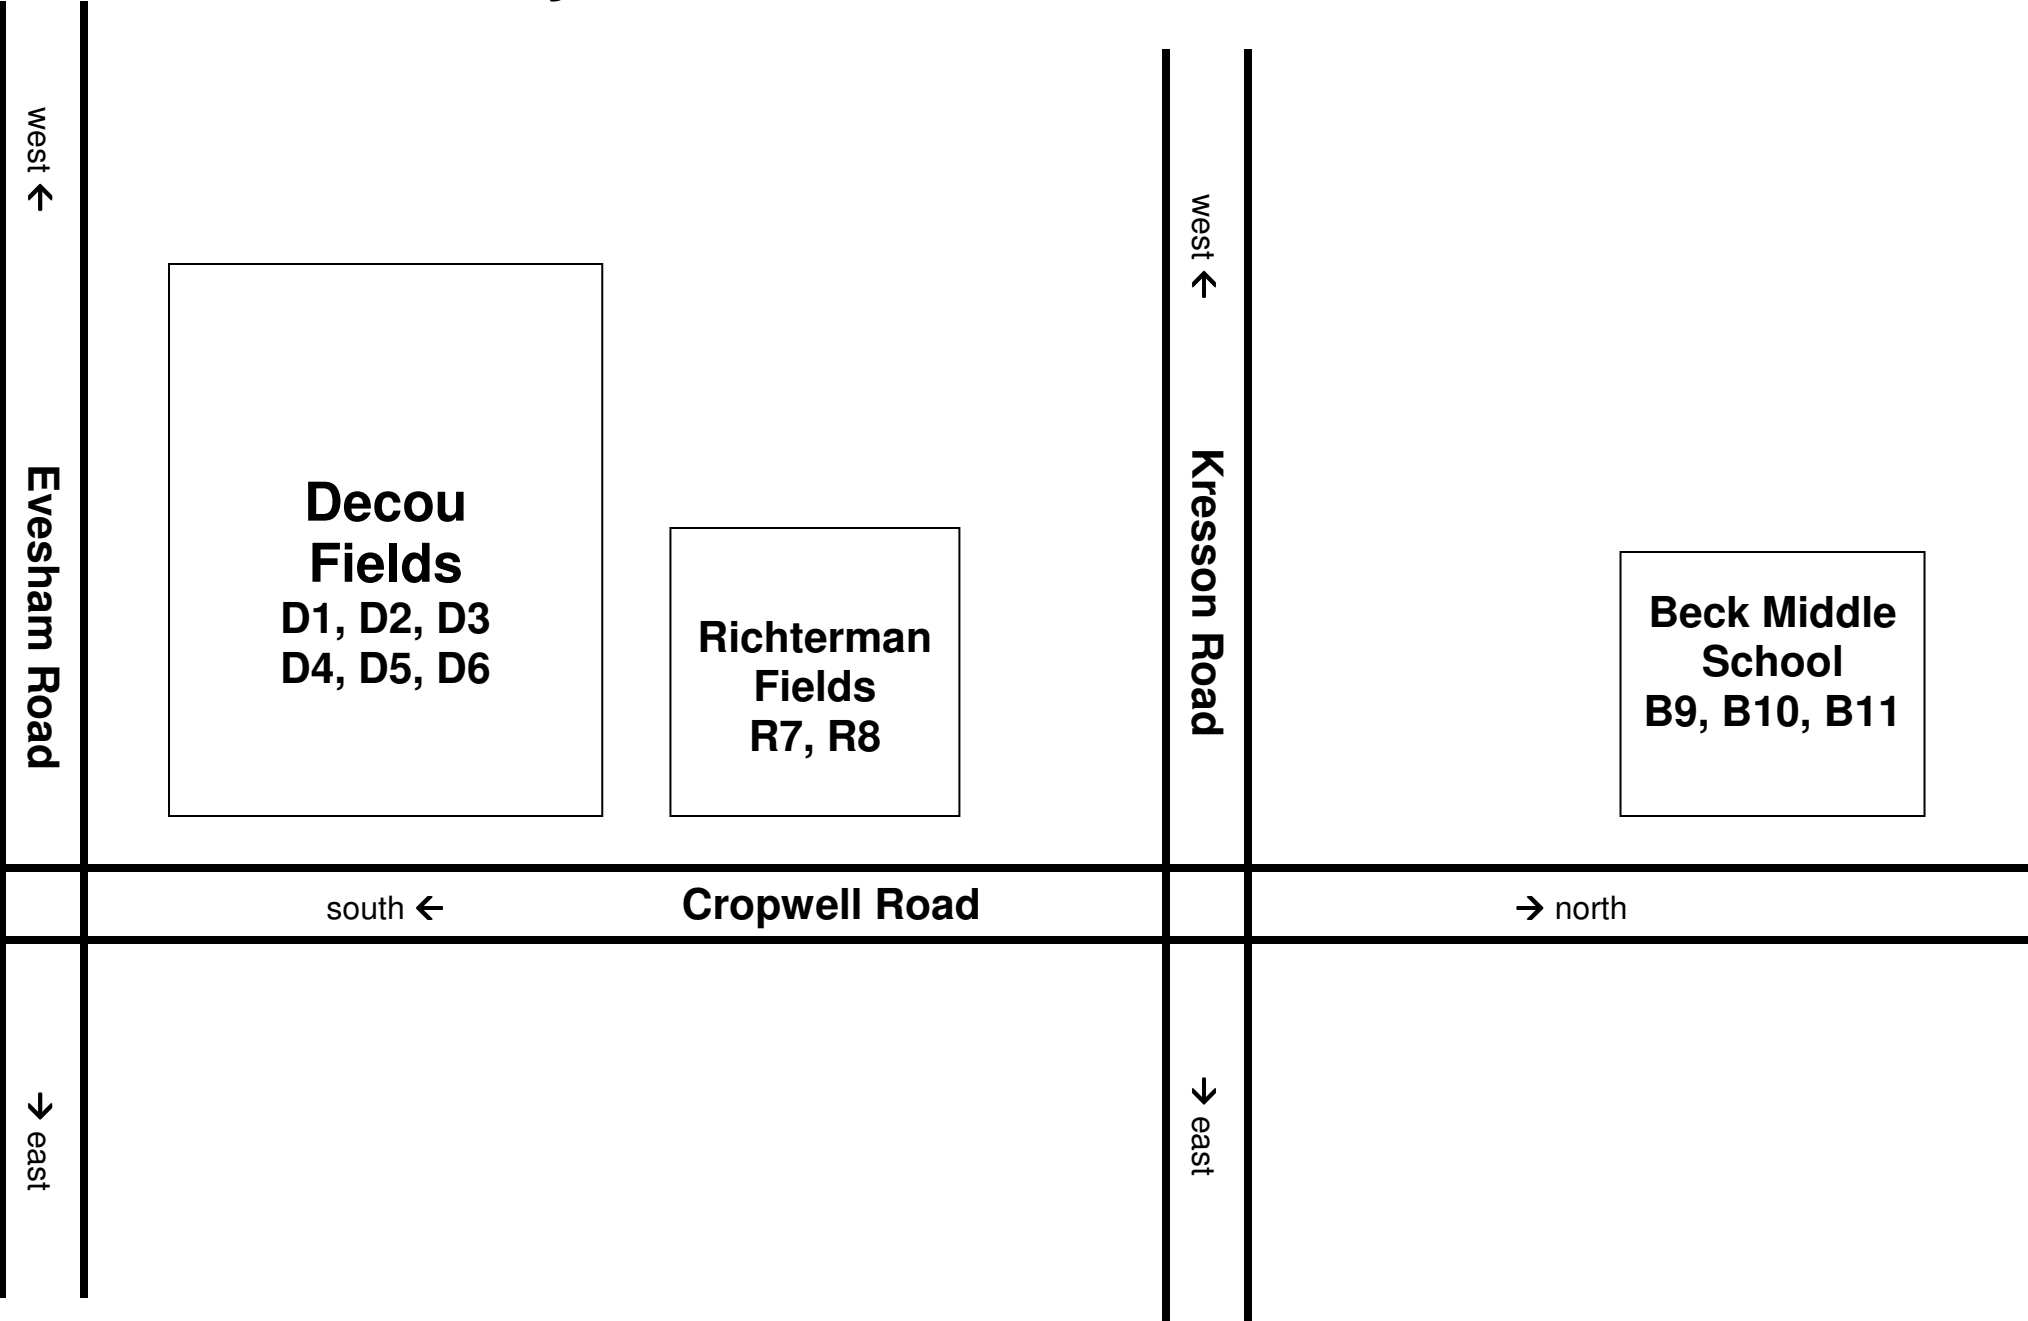 west ←
Evesham Road
→ east
Decou
Fields
D1, D2, D3
D4, D5, D6
Richterman
Fields
R7, R8
west ←
Kresson Road
→ east
Beck Middle
School
B9, B10, B11
south ←
Cropwell Road
→ north